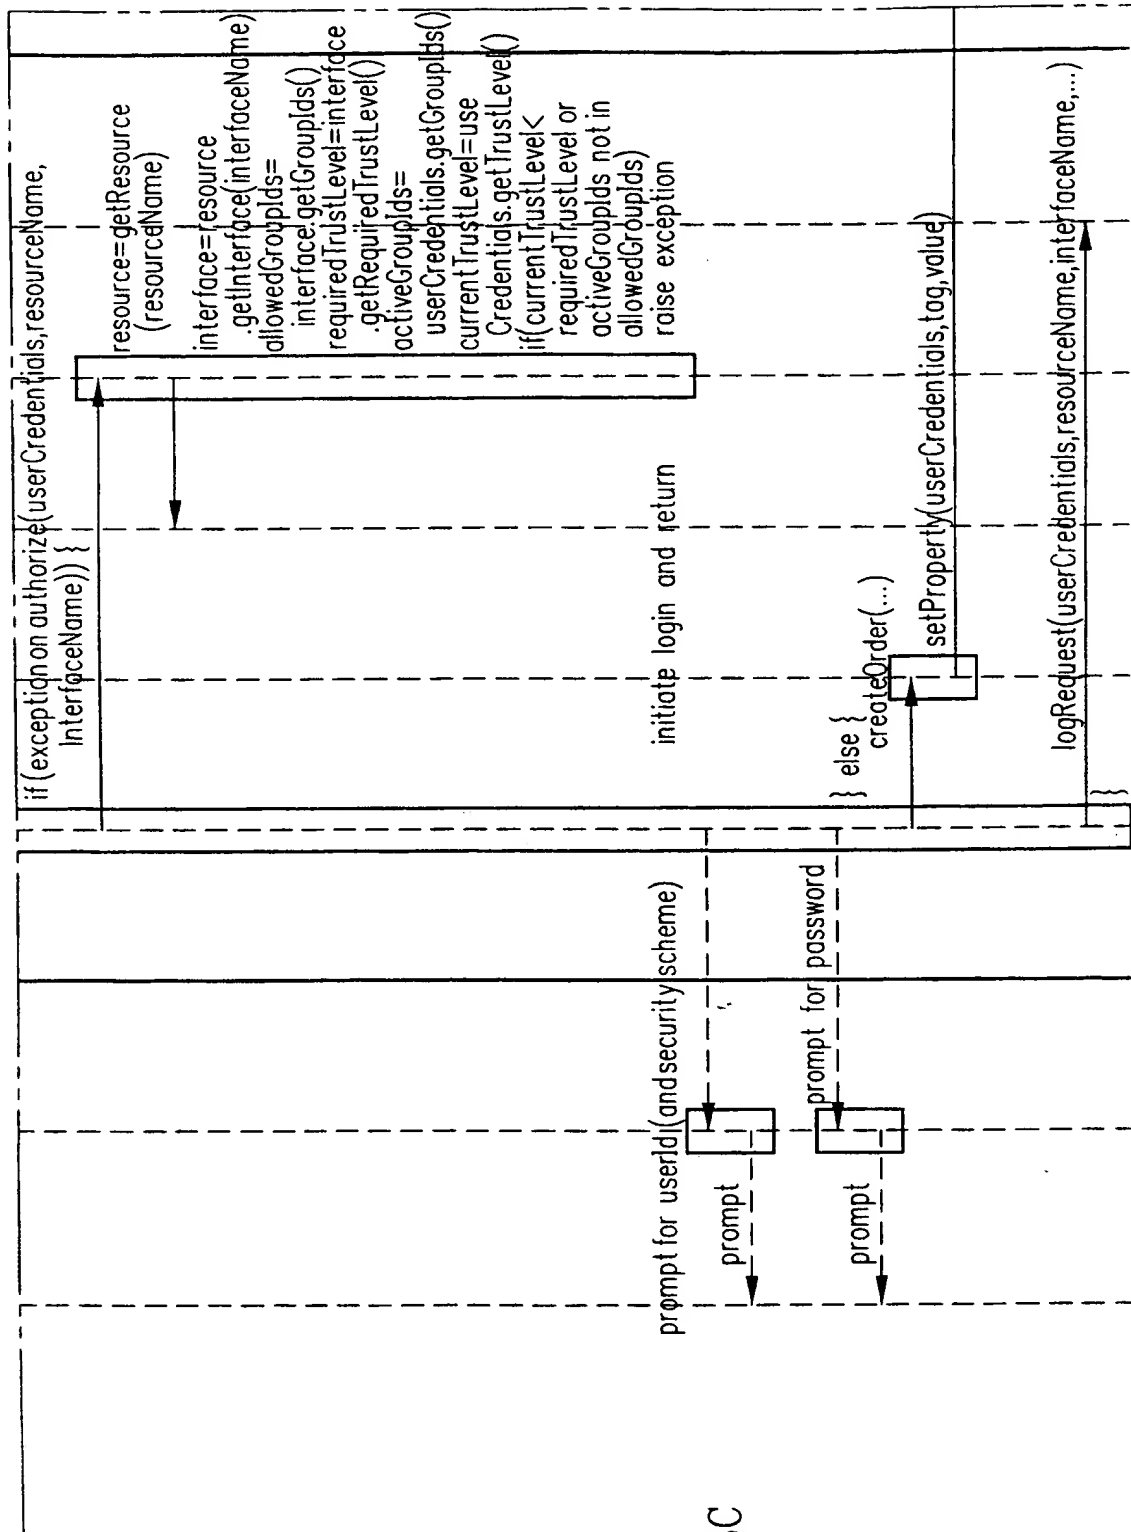 if(exception on authorize(userCredentials,resourceName,
InterfaceName)) {
resource=getResource
(resourceName)
interface=resource
.getInterface(interfaceName)
allowedGroupIds=
interface.getGroupIds()
requiredTrustLevel=interface
.getRequiredTrustLevel()
activeGroupIds=
userCredentials.getGroupIds()
currentTrustLevel=use
Credentials.getTrustLevel()
if(currentTrustLevel<
requiredTrustLevel or
activeGroupIds not in
allowedGroupIds)
raise exception
initiate login and return
prompt for userId (and security scheme)
prompt
prompt for password
prompt
} else {
createOrder(...)
setProperty(userCredentials,tag,value)
logRequest(userCredentials,resourceName,interfaceName,...)
}